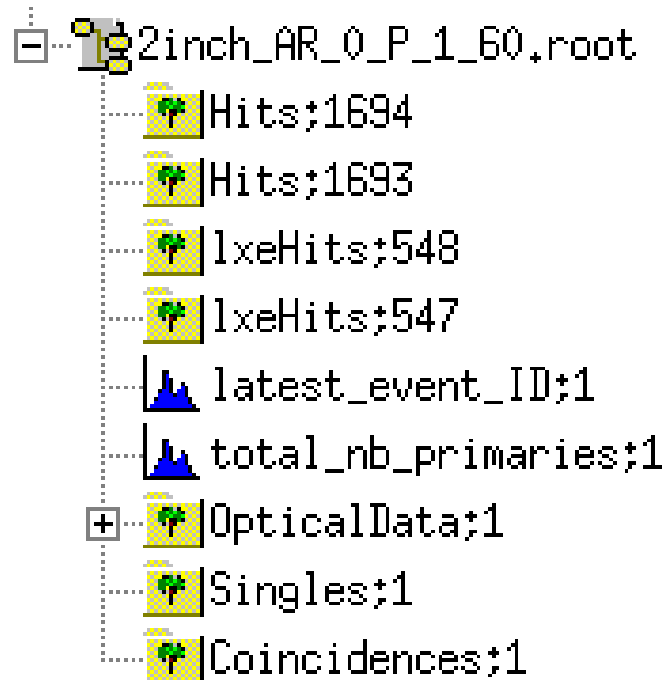 2inch_AR_0_P_1_60.root
Hits;1694
Hits;1693
lxeHits;548
lxeHits;547
latest_event_ID;1
total_nb_primaries;1
OpticalData;1
Singles;1
Coincidences;1